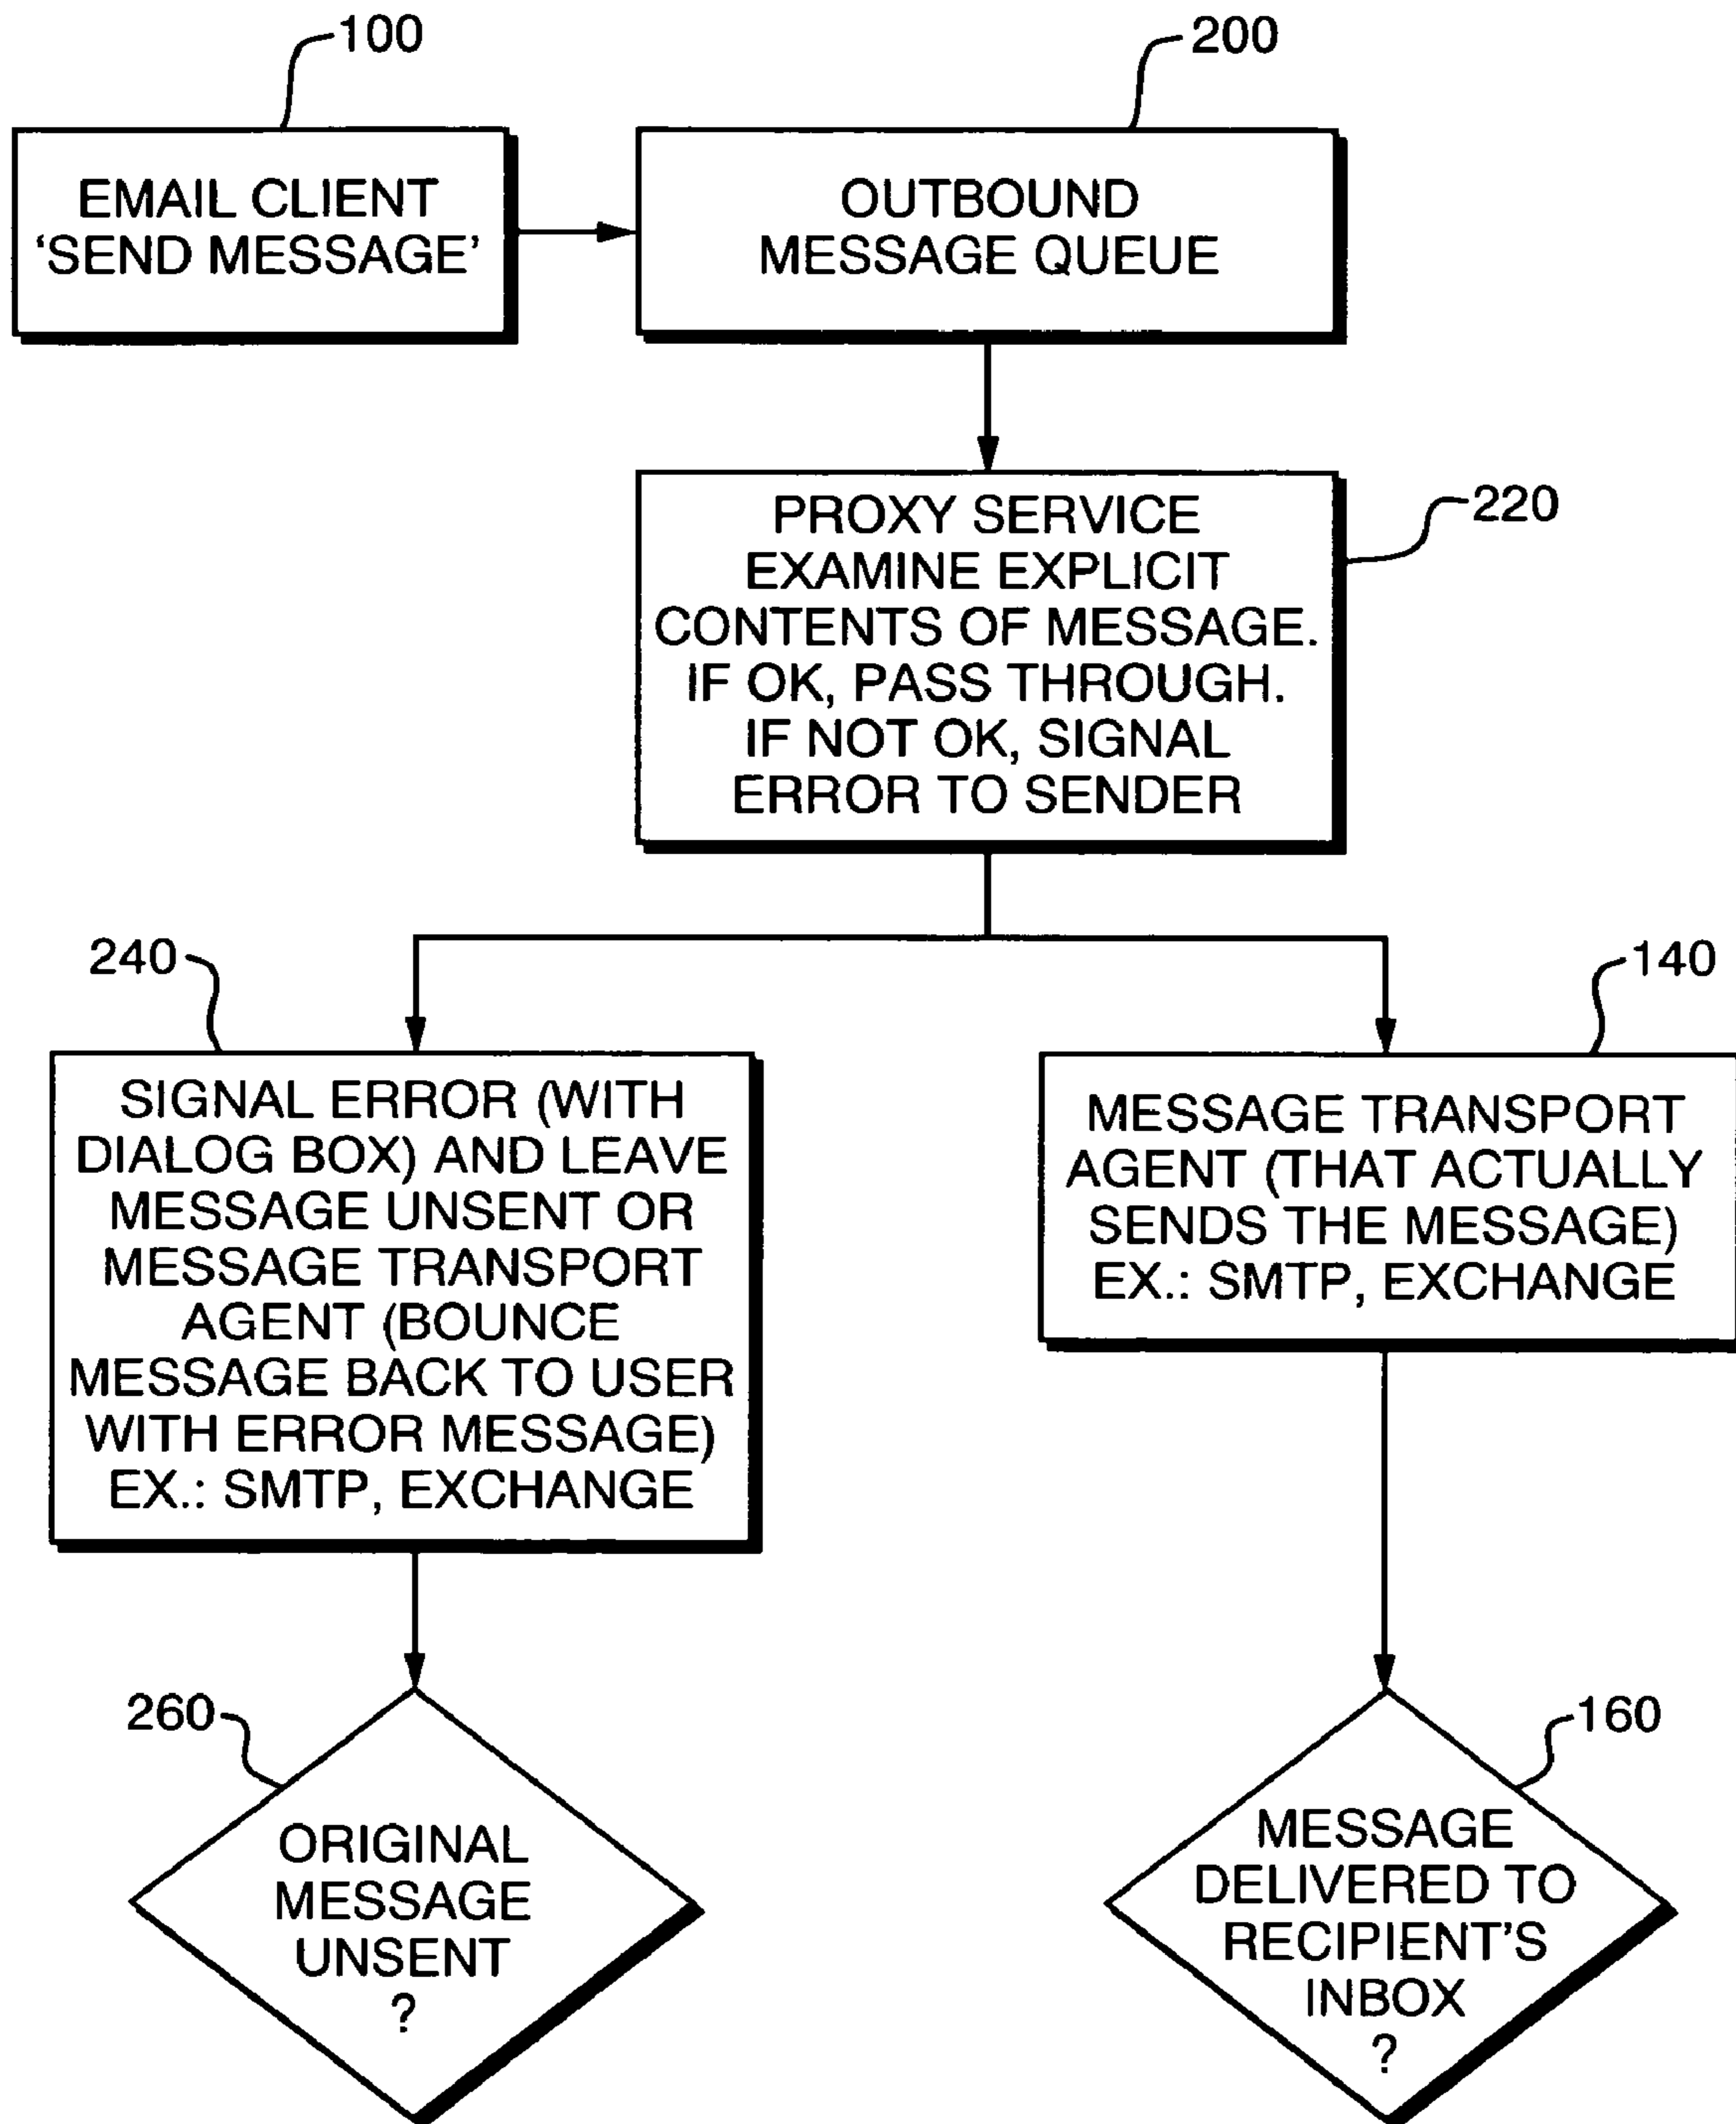 100
200
EMAIL CLIENT
‘SEND MESSAGE’
OUTBOUND
MESSAGE QUEUE
PROXY SERVICE
EXAMINE EXPLICIT
CONTENTS OF MESSAGE.
IF OK, PASS THROUGH.
IF NOT OK, SIGNAL
ERROR TO SENDER
220
240
140
SIGNAL ERROR (WITH
DIALOG BOX) AND LEAVE
MESSAGE UNSENT OR
MESSAGE TRANSPORT
AGENT (BOUNCE
MESSAGE BACK TO USER
WITH ERROR MESSAGE)
EX.: SMTP, EXCHANGE
MESSAGE TRANSPORT
AGENT (THAT ACTUALLY
SENDS THE MESSAGE)
EX.: SMTP, EXCHANGE
260
160
ORIGINAL
MESSAGE
UNSENT
?
MESSAGE
DELIVERED TO
RECIPIENT'S
INBOX
?